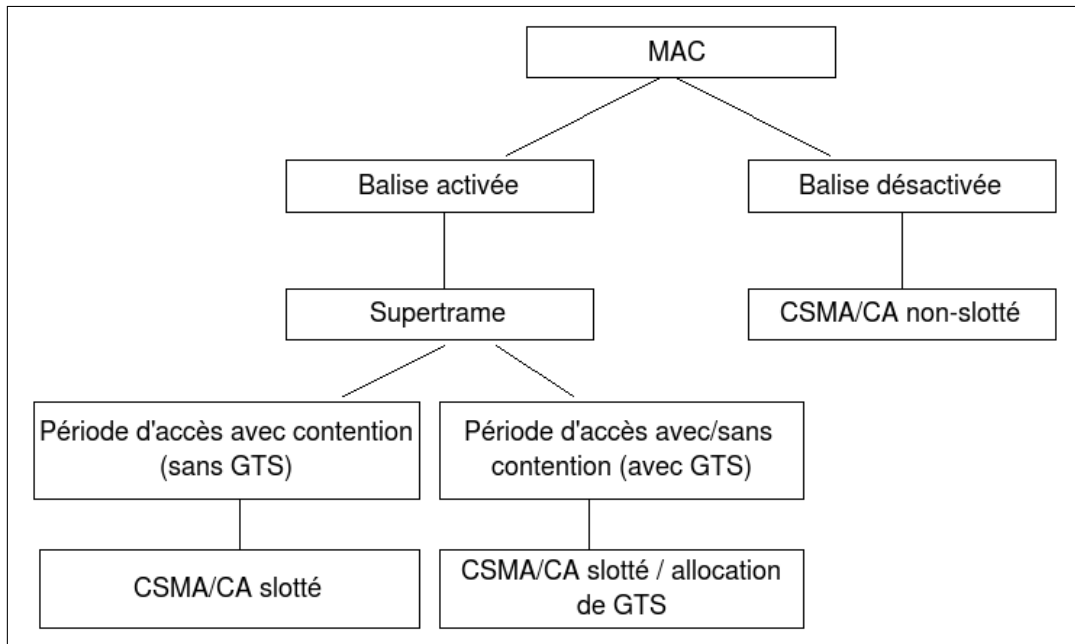 MAC
Balise activée
Balise désactivée
Supertrame
CSMA/CA non-slotté
Période d'accès avec contention
(sans GTS)
Période d'accès avec/sans
contention (avec GTS)
CSMA/CA slotté
CSMA/CA slotté / allocation
de GTS